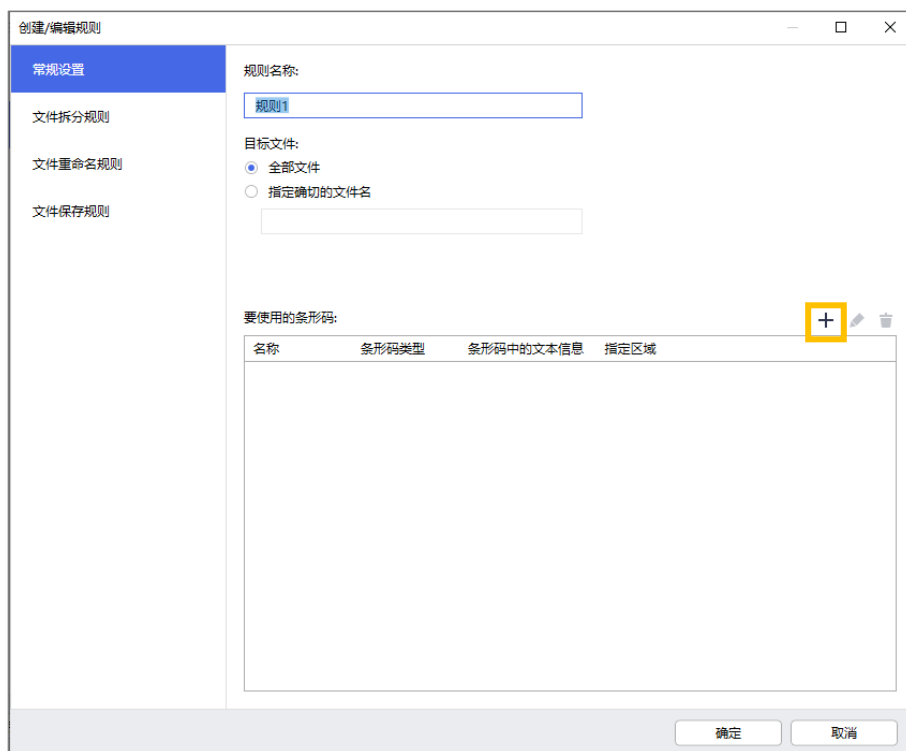 创建/编辑规则
常规设置
文件拆分规则
文件重命名规则
文件保存规则
规则名称:
规则1
目标文件:
全部文件
指定确切的文件名
要使用的条形码:
名称 条形码类型 条形码中的文本信息 指定区域
确定 取消